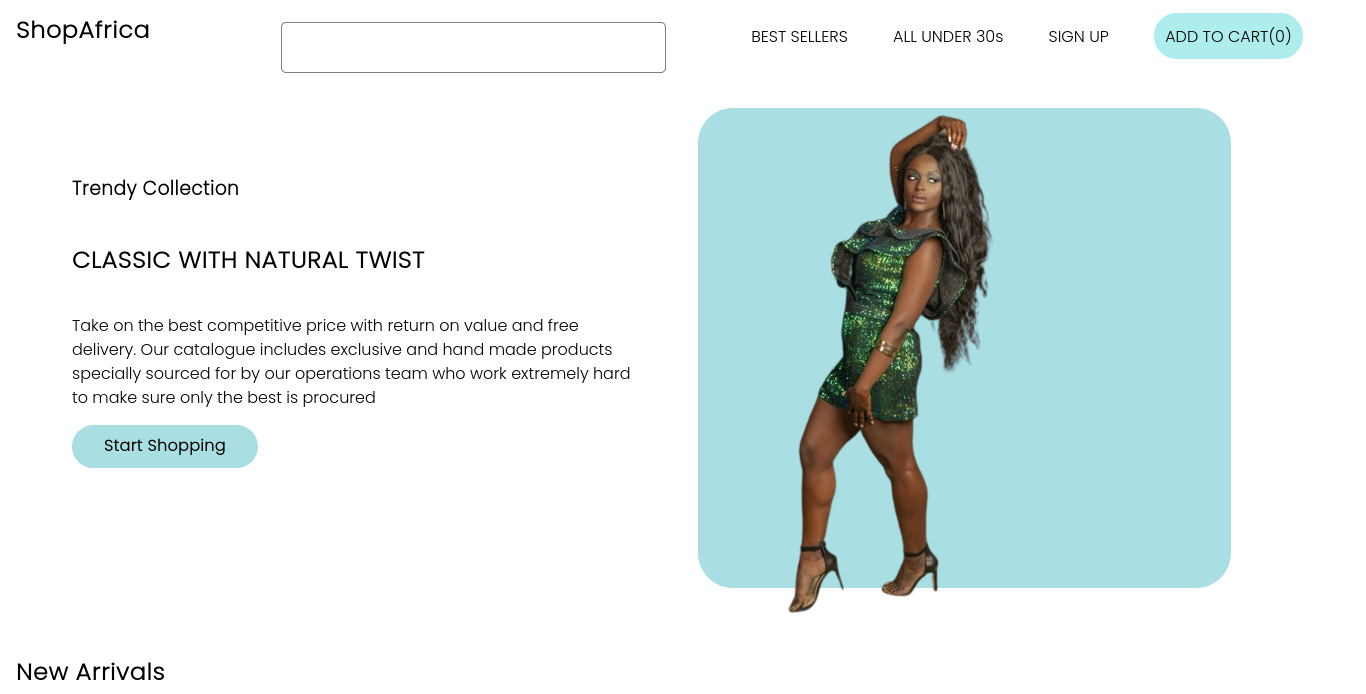 ShopAfrica
BEST SELLERS
ALL UNDER 30s
SIGN UP
ADD TO CART(0)
Trendy Collection
CLASSIC WITH NATURAL TWIST
Take on the best competitive price with return on value and free
delivery. Our catalogue includes exclusive and hand made products
specially sourced for by our operations team who work extremely hard
to make sure only the best is procured
Start Shopping
New Arrivals